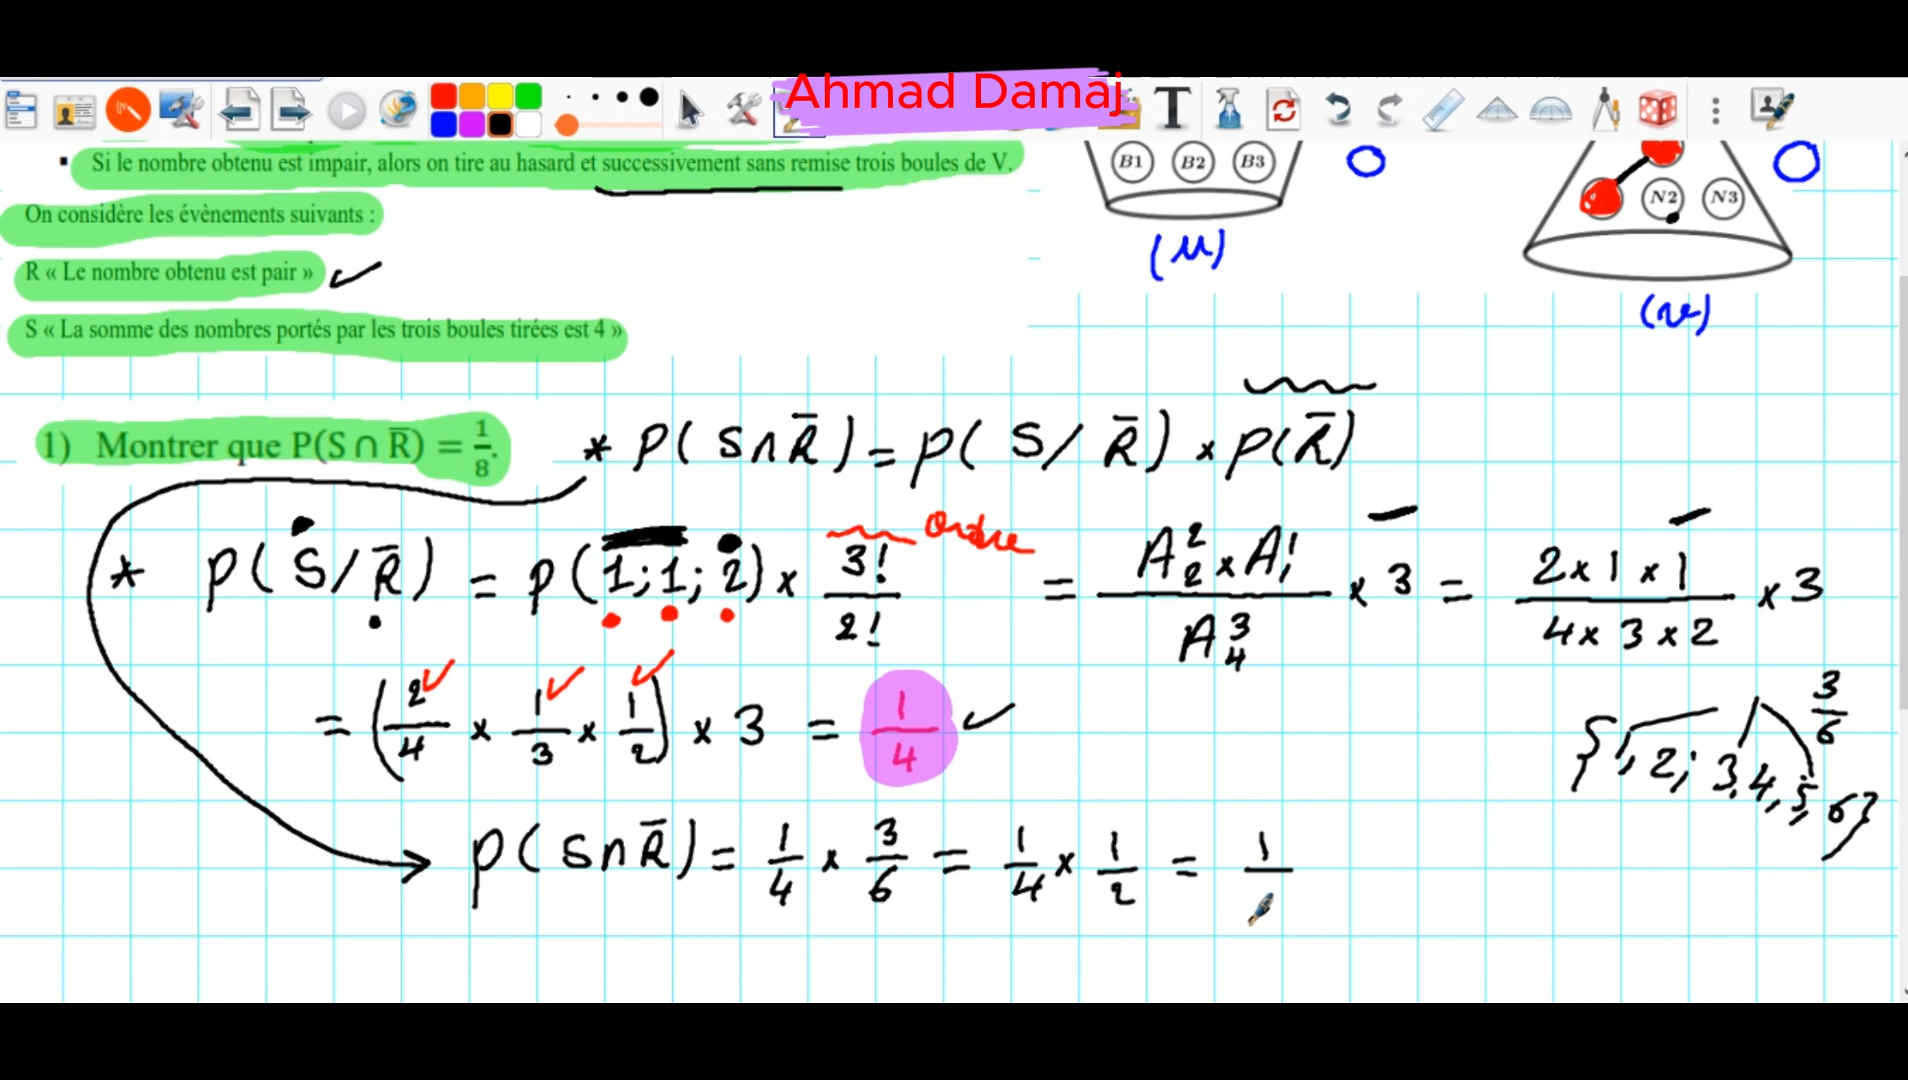 Ahmad Damaj
T
▪ Si le nombre obtenu est impair, alors on tire au hasard et successivement sans remise trois boules de V.
B1 B2 B3
N2 N3
On considère les évènements suivants :
(u)
R « Le nombre obtenu est pair » ✓
(v)
S « La somme des nombres portés par les trois boules tirées est 4 »
1) Montrer que P(S ∩ R̅) = 1/8.
* P(S∩R̅) = P(S/R̅) × P(R̅)
Ordre
* P(S/R̅) = P(1;1;2) × 3!/2! = (A₂² × A₁¹)/A₄³ × 3 = (2×1×1)/(4×3×2) × 3
= (2/4 × 1/3 × 1/2) × 3 = 1/4 ✓
3/6
{1,2;3,4,5,6}
P(S∩R̅) = 1/4 × 3/6 = 1/4 × 1/2 = 1/